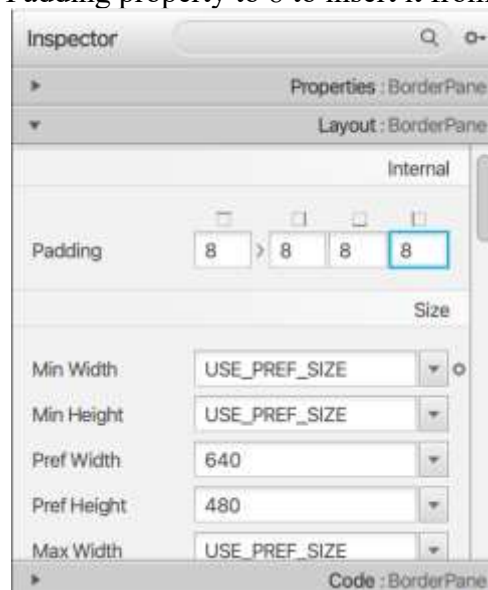 Padding property to 8 to insert it from
Inspector
Properties : BorderPane
Layout : BorderPane
Internal
Padding 8 8 8 8
Size
Min Width USE_PREF_SIZE
Min Height USE_PREF_SIZE
Pref Width 640
Pref Height 480
Max Width USE_PREF_SIZE
Code : BorderPane